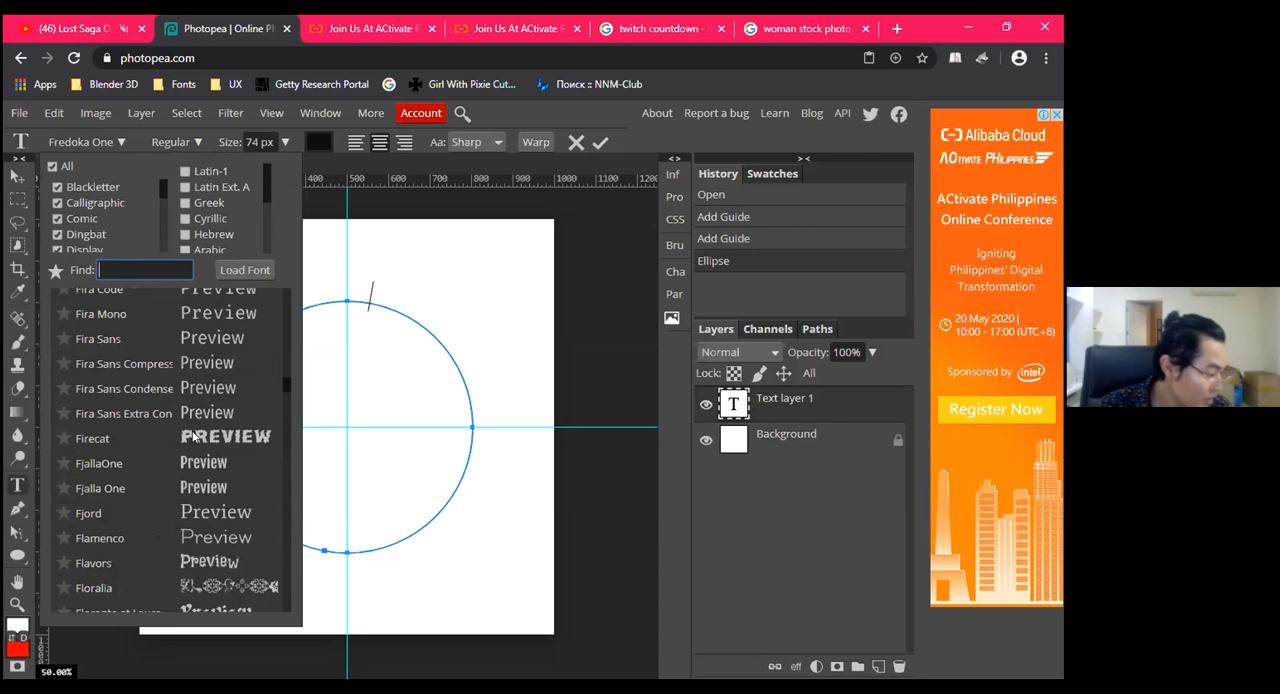 (46) Lost Saga O
Photopea | Online Ph
Join Us At ACtivate F
Join Us At ACtivate F
twitch countdown -
woman stock photo
photopea.com
Apps
Blender 3D
Fonts
UX
Getty Research Portal
Girl With Pixie Cut...
Поиск :: NNM-Club
File Edit Image Layer Select Filter View Window More Account
About Report a bug Learn Blog API
Fredoka One Regular Size: 74 px Aa: Sharp Warp
All
Blackletter
Calligraphic
Comic
Dingbat
Display
Latin-1
Latin Ext. A
Greek
Cyrillic
Hebrew
Arabic
Find: Load Font
Fira Code Preview
Fira Mono Preview
Fira Sans Preview
Fira Sans Compress Preview
Fira Sans Condense Preview
Fira Sans Extra Con Preview
Firecat PREVIEW
FjallaOne Preview
Fjalla One Preview
Fjord Preview
Flamenco Preview
Flavors Preview
Floralia
400 500 600 700 800 900 1000 1100 1200
50.00%
Inf
Pro
CSS
Bru
Cha
Par
History Swatches
Open
Add Guide
Add Guide
Ellipse
Layers Channels Paths
Normal Opacity: 100%
Lock: All
T Text layer 1
Background
eff
Alibaba Cloud
ACtivate PHILIPPINES
ACtivate Philippines
Online Conference
Igniting
Philippines' Digital
Transformation
20 May 2020 |
10:00 - 17:00 (UTC+8)
Sponsored by intel
Register Now